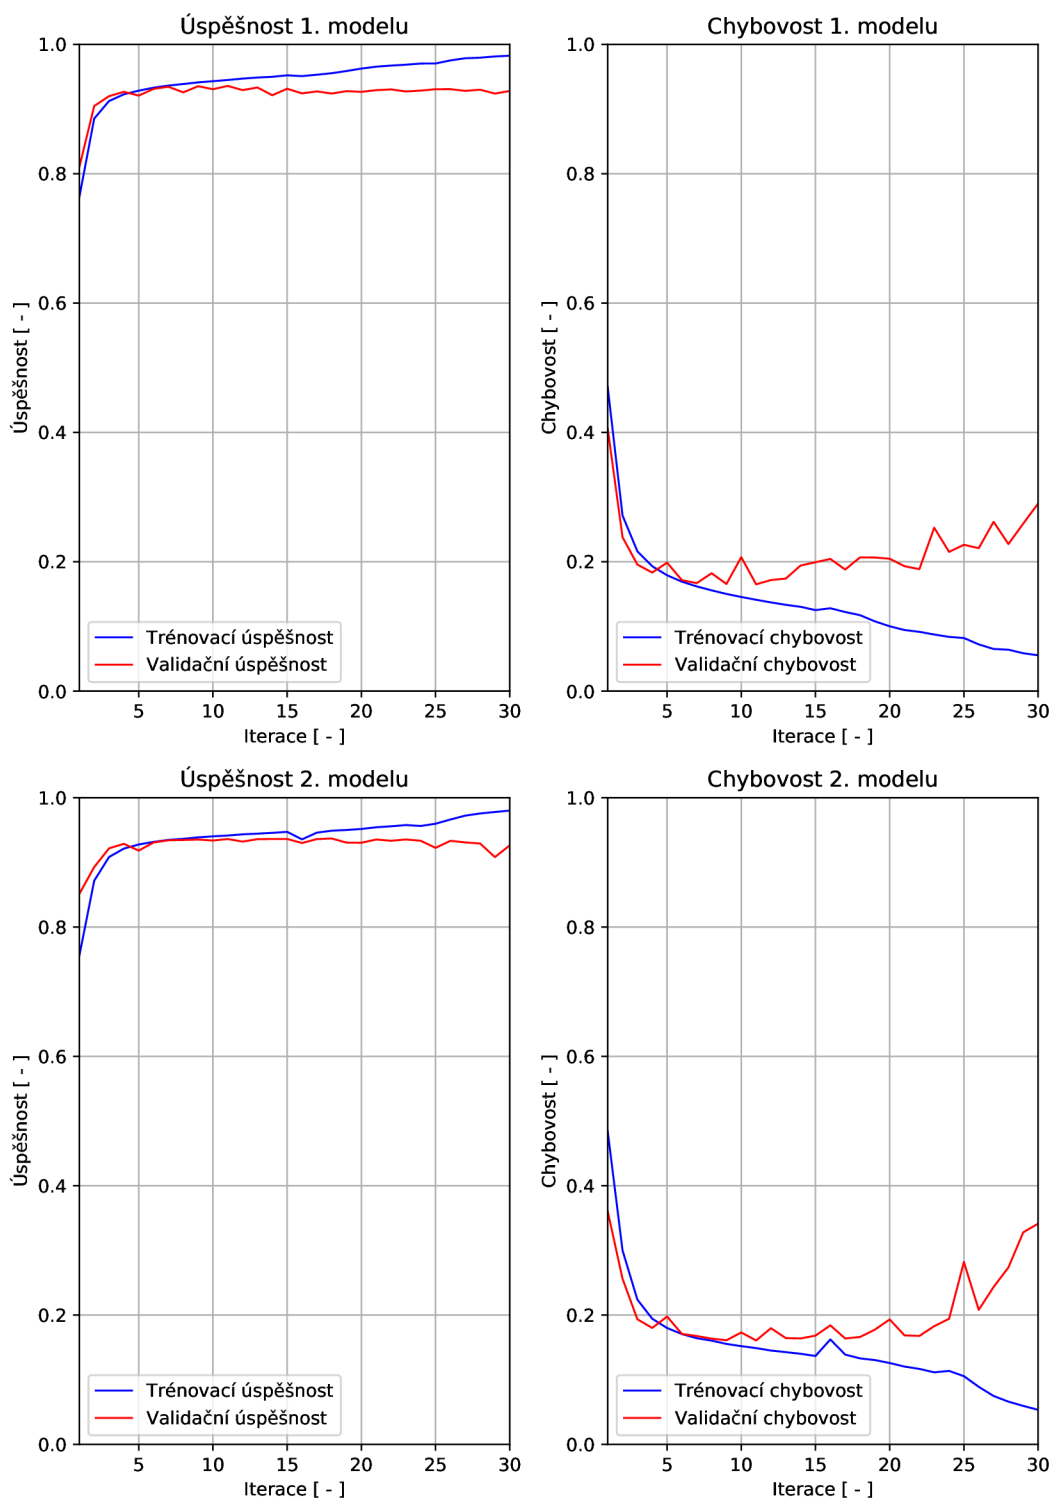 Úspěšnost 1. modelu
1.0
0.8
0.6
0.4
0.2
0.0
Úspěšnost [ - ]
Trénovací úspěšnost
Validační úspěšnost
5 10 15 20 25 30
Iterace [ - ]
Chybovost 1. modelu
1.0
0.8
0.6
0.4
0.2
0.0
Chybovost [ - ]
Trénovací chybovost
Validační chybovost
5 10 15 20 25 30
Iterace [ - ]
Úspěšnost 2. modelu
1.0
0.8
0.6
0.4
0.2
0.0
Úspěšnost [ - ]
Trénovací úspěšnost
Validační úspěšnost
5 10 15 20 25 30
Iterace [ - ]
Chybovost 2. modelu
1.0
0.8
0.6
0.4
0.2
0.0
Chybovost [ - ]
Trénovací chybovost
Validační chybovost
5 10 15 20 25 30
Iterace [ - ]